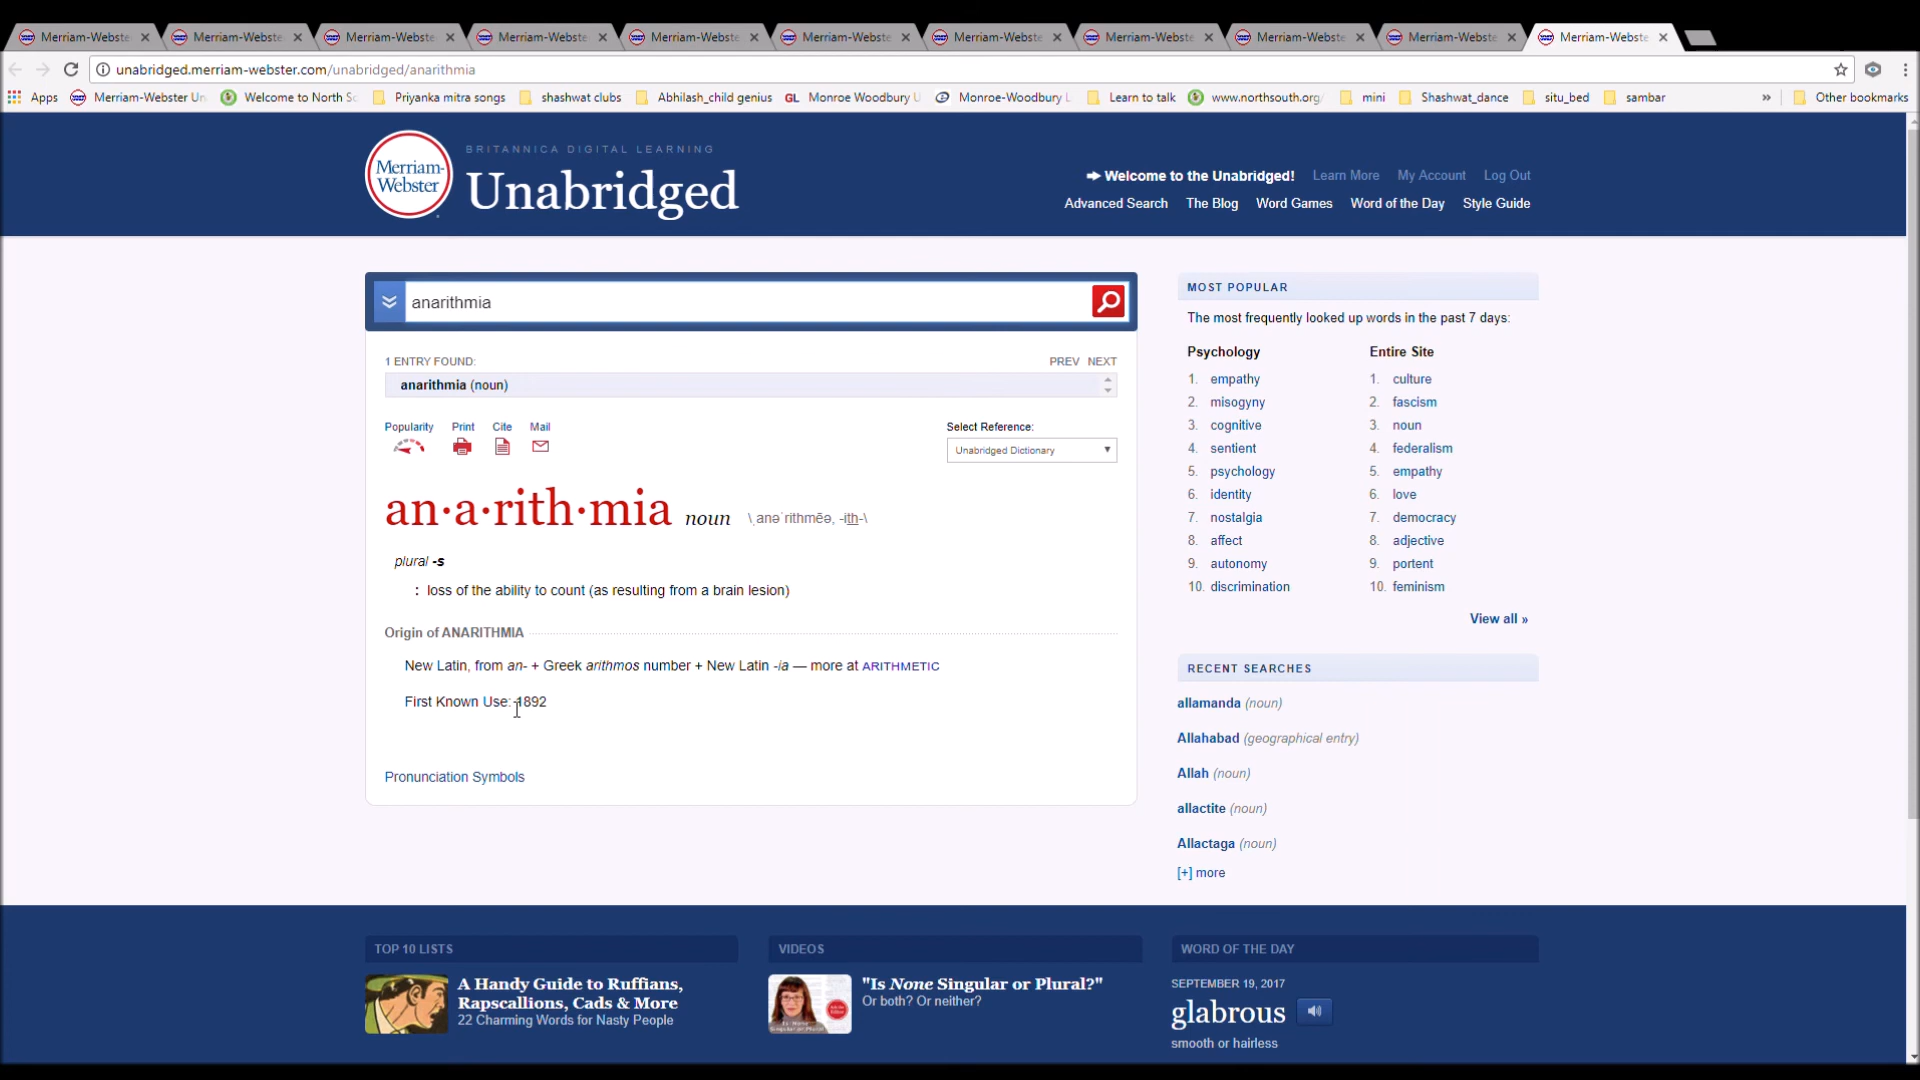 Merriam-Webste Merriam-Webste Merriam-Webste Merriam-Webste Merriam-Webste Merriam-Webste Merriam-Webste Merriam-Webste Merriam-Webste Merriam-Webste Merriam-Webste
unabridged.merriam-webster.com/unabridged/anarithmia
Apps Merriam-Webster Un Welcome to North Sc Priyanka mitra songs shashwat clubs Abhilash_child genius GL Monroe Woodbury U Monroe-Woodbury L Learn to talk www.northsouth.org/ mini Shashwat_dance situ_bed sambar » Other bookmarks
Merriam-
Webster
BRITANNICA DIGITAL LEARNING
Unabridged
Welcome to the Unabridged! Learn More My Account Log Out
Advanced Search The Blog Word Games Word of the Day Style Guide
anarithmia
1 ENTRY FOUND:
PREV NEXT
anarithmia (noun)
Popularity Print Cite Mail
Select Reference:
Unabridged Dictionary
an·a·rith·mia noun \ˌanəˈrithmēə, -ith-\
plural -s
: loss of the ability to count (as resulting from a brain lesion)
Origin of ANARITHMIA
New Latin, from an- + Greek arithmos number + New Latin -ia — more at ARITHMETIC
First Known Use: 1892
Pronunciation Symbols
MOST POPULAR
The most frequently looked up words in the past 7 days:
Psychology
1. empathy
2. misogyny
3. cognitive
4. sentient
5. psychology
6. identity
7. nostalgia
8. affect
9. autonomy
10. discrimination
Entire Site
1. culture
2. fascism
3. noun
4. federalism
5. empathy
6. love
7. democracy
8. adjective
9. portent
10. feminism
View all »
RECENT SEARCHES
allamanda (noun)
Allahabad (geographical entry)
Allah (noun)
allactite (noun)
Allactaga (noun)
[+] more
TOP 10 LISTS
A Handy Guide to Ruffians,
Rapscallions, Cads & More
22 Charming Words for Nasty People
VIDEOS
"Is None Singular or Plural?"
Or both? Or neither?
WORD OF THE DAY
SEPTEMBER 19, 2017
glabrous
smooth or hairless